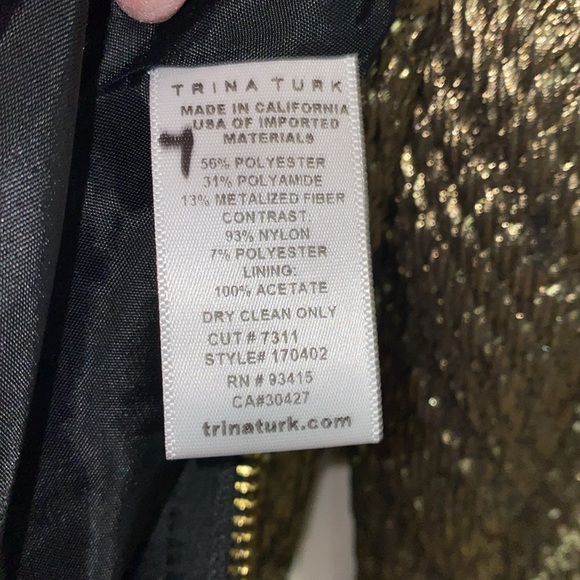 TRINA TURK
MADE IN CALIFORNIA
USA OF IMPORTED
MATERIALS
56% POLYESTER
31% POLYAMIDE
13% METALIZED FIBER
CONTRAST:
93% NYLON
7% POLYESTER
LINING:
100% ACETATE
DRY CLEAN ONLY
CUT # 7311
STYLE# 170402
RN # 93415
CA#30427
trinaturk.com